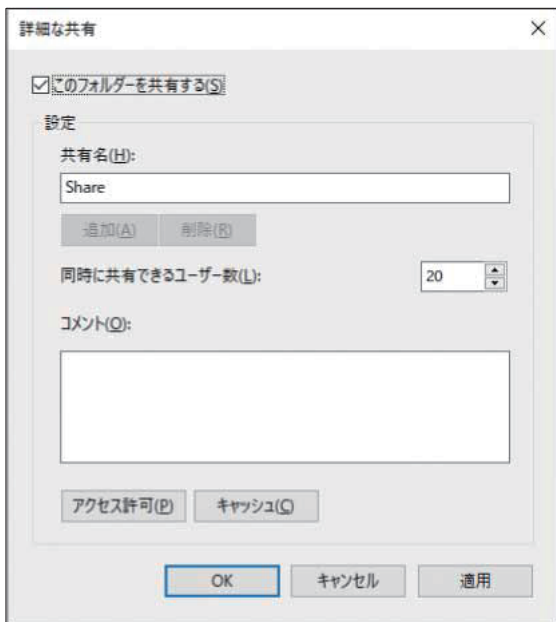 詳細な共有
このフォルダーを共有する(S)
設定
共有名(H):
Share
追加(A) 削除(R)
同時に共有できるユーザー数(L): 20
コメント(O):
アクセス許可(P) キャッシュ(C)
OK キャンセル 適用